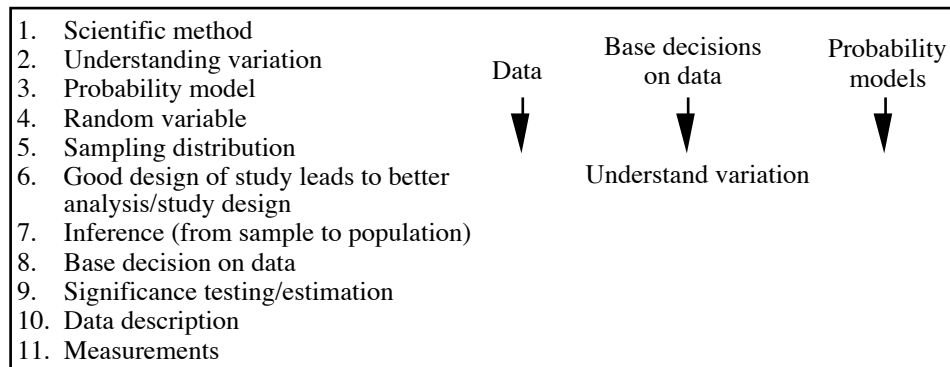 1. Scientific method
2. Understanding variation
3. Probability model
4. Random variable
5. Sampling distribution
6. Good design of study leads to better
analysis/study design
7. Inference (from sample to population)
8. Base decision on data
9. Significance testing/estimation
10. Data description
11. Measurements
Data
Base decisions
on data
Probability
models
Understand variation